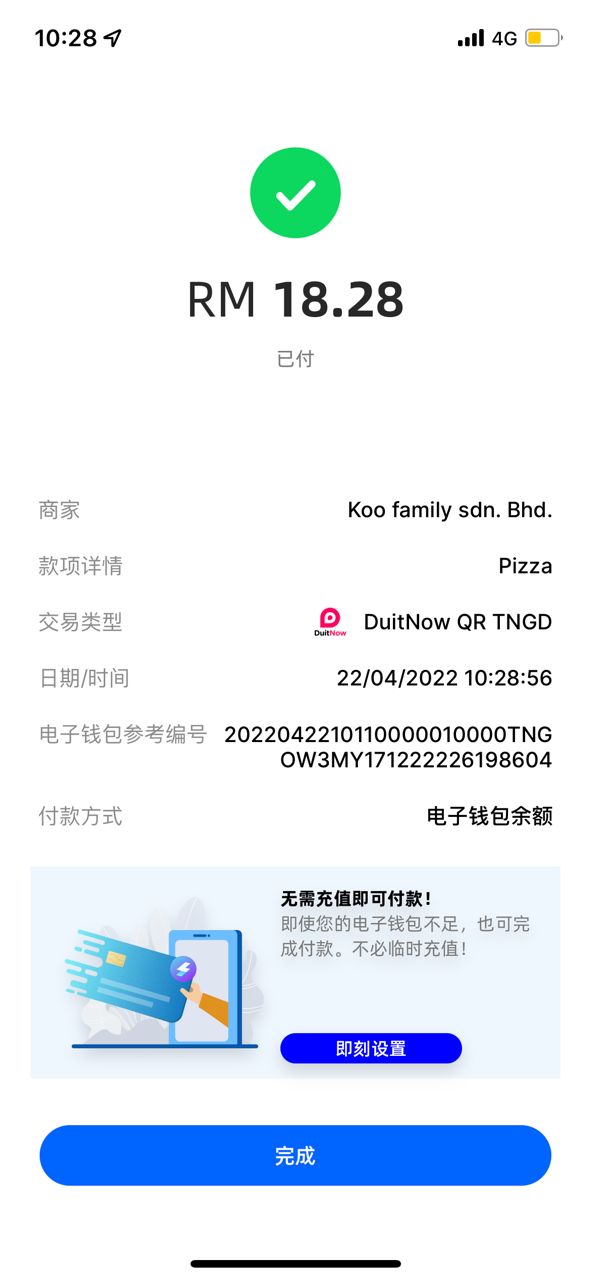 10:28
4G
RM 18.28
已付
商家 Koo family sdn. Bhd.
款项详情 Pizza
交易类型 DuitNow DuitNow QR TNGD
日期/时间 22/04/2022 10:28:56
电子钱包参考编号 2022042210110000010000TNG
OW3MY171222226198604
付款方式 电子钱包余额
无需充值即可付款！
即使您的电子钱包不足，也可完
成付款。不必临时充值！
即刻设置
完成